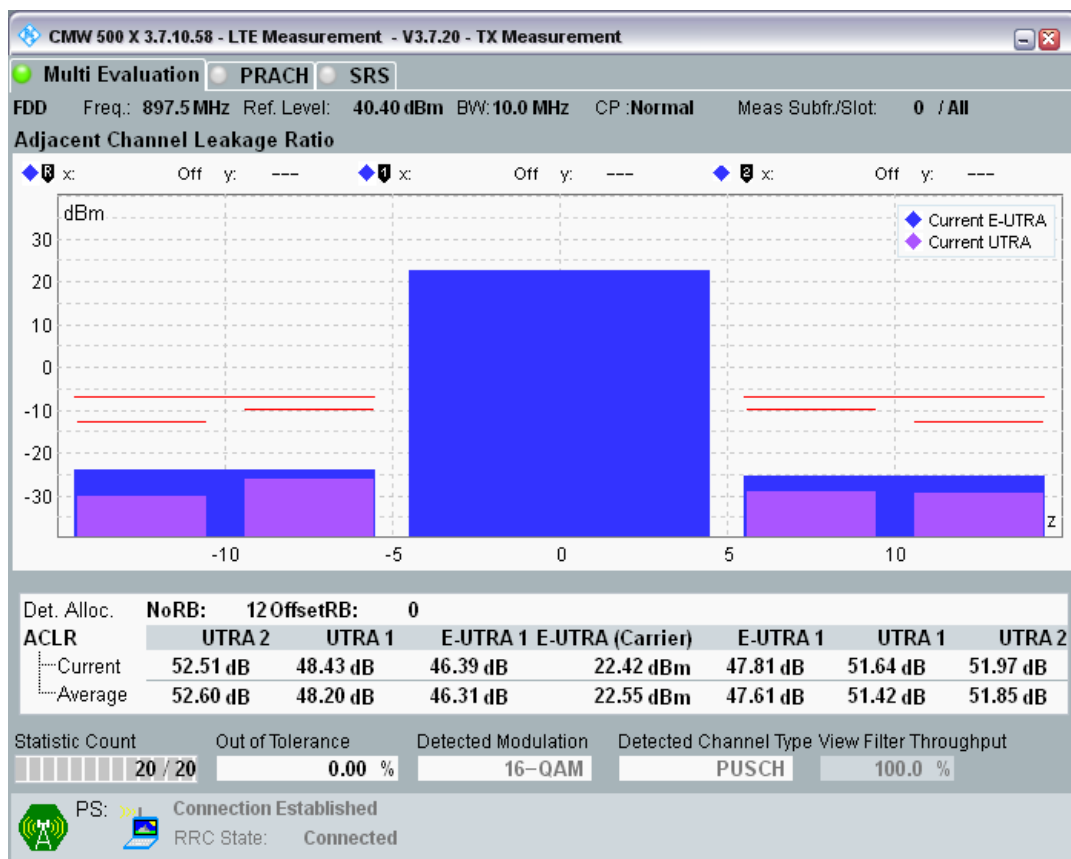 CMW 500 X 3.7.10.58 - LTE Measurement - V3.7.20 - TX Measurement
Multi Evaluation PRACH SRS
FDD Freq.: 897.5 MHz Ref. Level: 40.40 dBm BW: 10.0 MHz CP :Normal Meas Subfr./Slot: 0 / All
Adjacent Channel Leakage Ratio
R x: Off y: --- 1 x: Off y: --- 2 x: Off y: ---
dBm
Current E-UTRA
Current UTRA
30
20
10
0
-10
-20
-30
z
-10 -5 0 5 10
Det. Alloc. NoRB: 12 OffsetRB: 0
ACLR UTRA 2 UTRA 1 E-UTRA 1 E-UTRA (Carrier) E-UTRA 1 UTRA 1 UTRA 2
Current 52.51 dB 48.43 dB 46.39 dB 22.42 dBm 47.81 dB 51.64 dB 51.97 dB
Average 52.60 dB 48.20 dB 46.31 dB 22.55 dBm 47.61 dB 51.42 dB 51.85 dB
Statistic Count Out of Tolerance Detected Modulation Detected Channel Type View Filter Throughput
20 / 20 0.00 % 16-QAM PUSCH 100.0 %
PS: Connection Established
RRC State: Connected